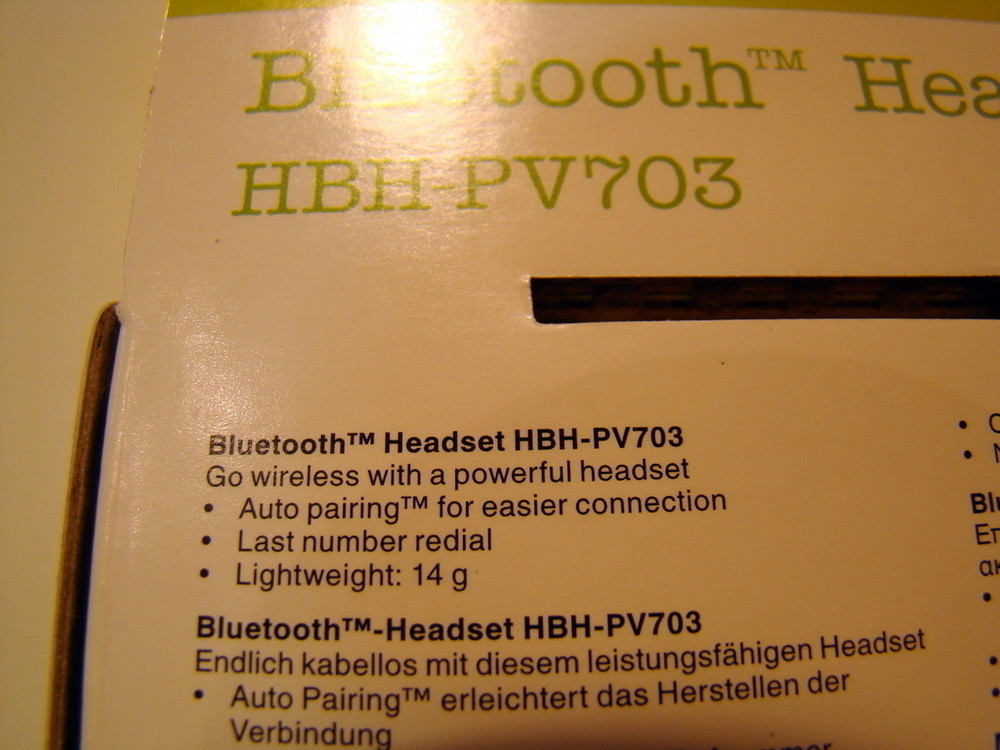 Bluetooth™
HBH-PV703
Bluetooth™ Headset HBH-PV703
Go wireless with a powerful headset
• Auto pairing™ for easier connection
• Last number redial
• Lightweight: 14 g
Bluetooth™-Headset HBH-PV703
Endlich kabellos mit diesem leistungsfähigen Headset
• Auto Pairing™ erleichtert das Herstellen der
Verbindung